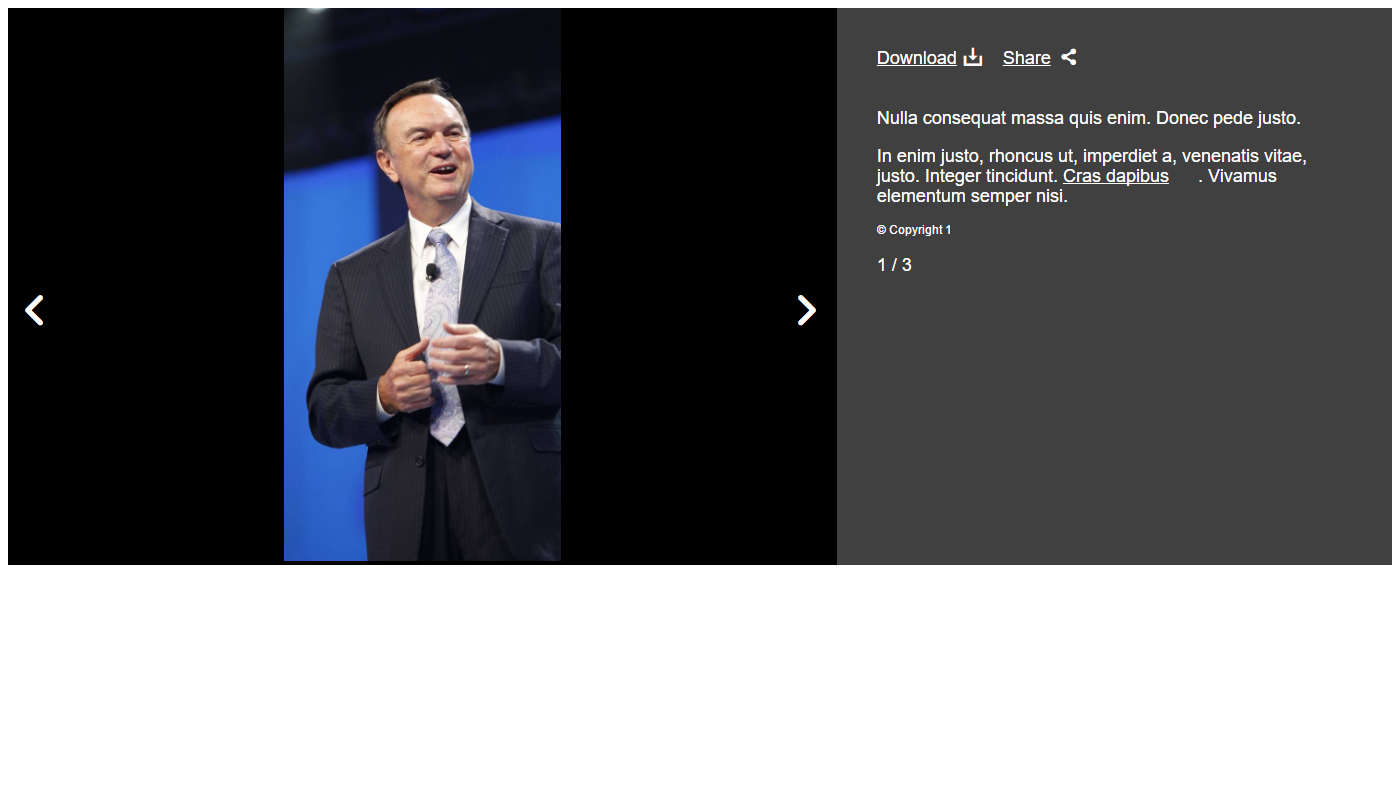 Download Share
Nulla consequat massa quis enim. Donec pede justo.
In enim justo, rhoncus ut, imperdiet a, venenatis vitae,
justo. Integer tincidunt. Cras dapibus . Vivamus
elementum semper nisi.
© Copyright 1
1 / 3